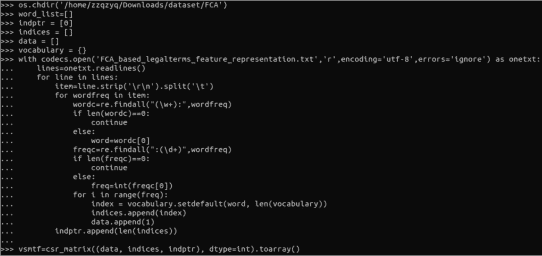 >>> os.chdir('/home/zzqzyq/Downloads/dataset/FCA')
>>> word_list=[]
>>> indptr = [0]
>>> indices = []
>>> data = []
>>> vocabulary = {}
>>> with codecs.open('FCA_based_legalterms_feature_representation.txt','r',encoding='utf-8',errors='ignore') as onetxt:
...     lines=onetxt.readlines()
...     for line in lines:
...         item=line.strip('\r\n').split('\t')
...         for wordfreq in item:
...             wordc=re.findall("(\w+):",wordfreq)
...             if len(wordc)==0:
...                 continue
...             else:
...                 word=wordc[0]
...             freqc=re.findall(":(\d+)",wordfreq)
...             if len(freqc)==0:
...                 continue
...             else:
...                 freq=int(freqc[0])
...             for i in range(freq):
...                 index = vocabulary.setdefault(word, len(vocabulary))
...                 indices.append(index)
...                 data.append(1)
...         indptr.append(len(indices))
...
>>> vsmtf=csr_matrix((data, indices, indptr), dtype=int).toarray()